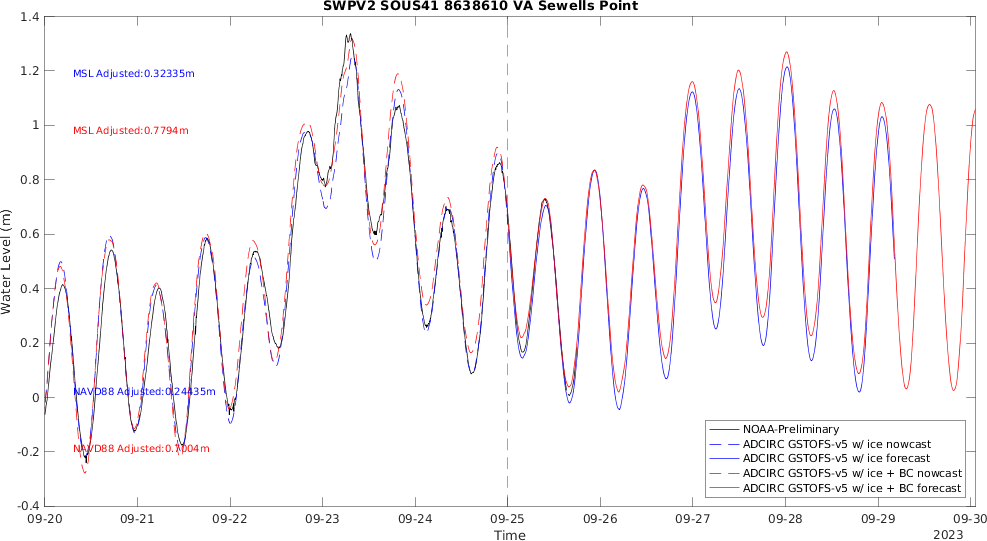 SWPV2 SOUS41 8638610 VA Sewells Point
1.4
1.2
1
0.8
0.6
0.4
0.2
0
-0.2
-0.4
Water Level (m)
MSL Adjusted:0.32335m
MSL Adjusted:0.7794m
NAVD88 Adjusted:0.24435m
NAVD88 Adjusted:0.7004m
NOAA-Preliminary
ADCIRC GSTOFS-v5 w/ ice nowcast
ADCIRC GSTOFS-v5 w/ ice forecast
ADCIRC GSTOFS-v5 w/ ice + BC nowcast
ADCIRC GSTOFS-v5 w/ ice + BC forecast
09-20 09-21 09-22 09-23 09-24 09-25 09-26 09-27 09-28 09-29 09-30
Time
2023